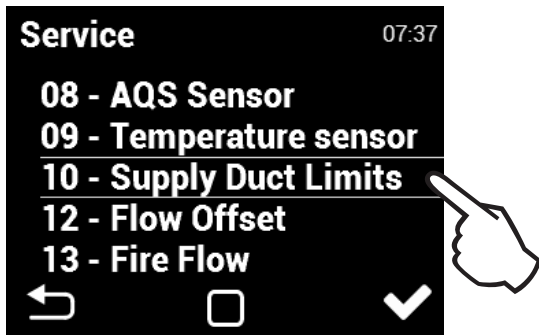 Service 07:37
08 - AQS Sensor
09 - Temperature sensor
10 - Supply Duct Limits
12 - Flow Offset
13 - Fire Flow